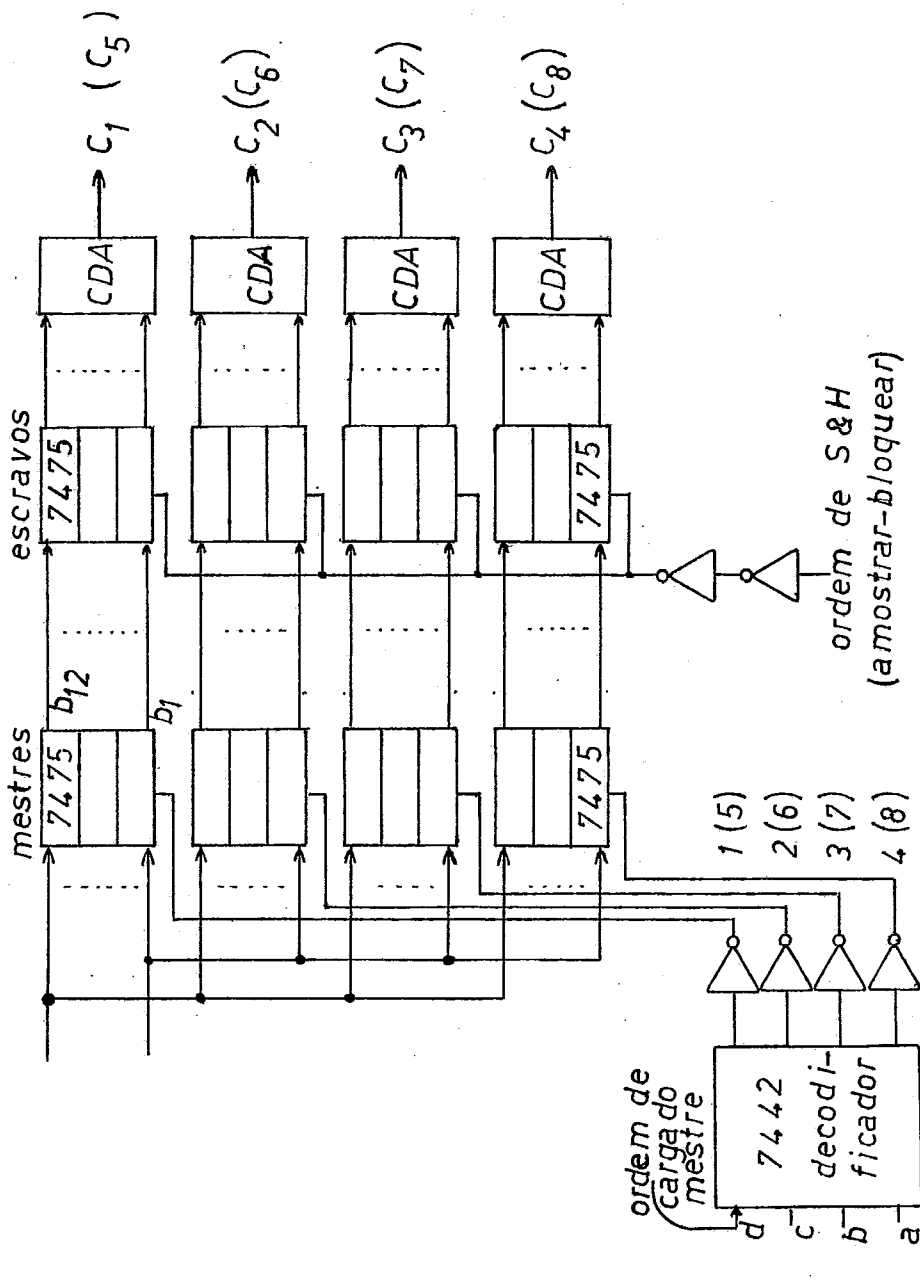 mestres
escravos
7475
b12
b1
7475
CDA
C1 (C5)
CDA
C2 (C6)
CDA
C3 (C7)
7475
7475
CDA
C4 (C8)
ordem de
carga do
mestre
d
c
b
a
7442
decodi-
ficador
1 (5)
2 (6)
3 (7)
4 (8)
ordem de S&H
(amostrar-bloquear)